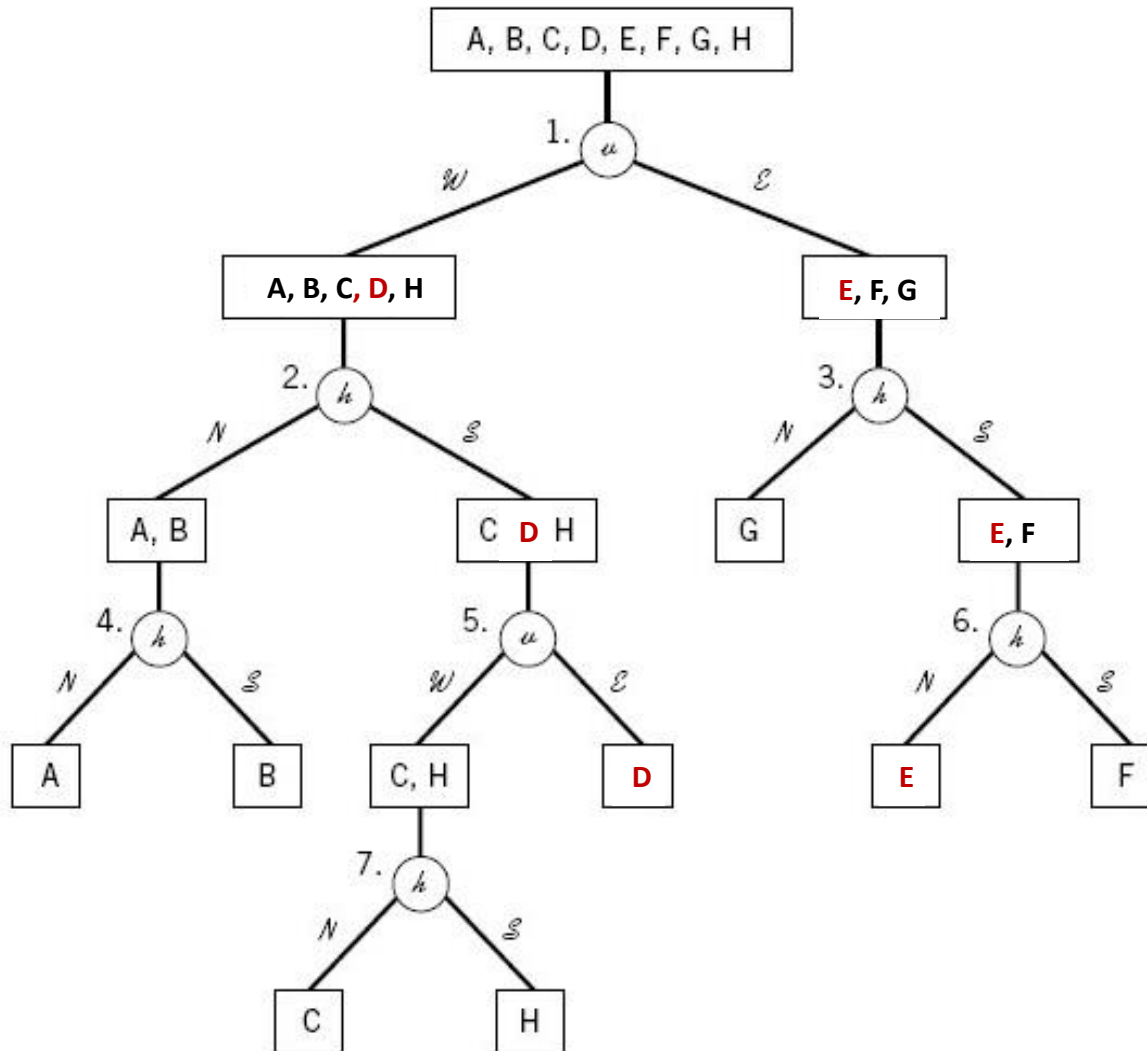 A, B, C, D, E, F, G, H
1. v
W E
A, B, C, D, H E, F, G
2. h 3. h
N S N S
A, B C D H G E, F
4. h 5. v 6. h
N S W E N S
A B C, H D E F
7. h
N S
C H